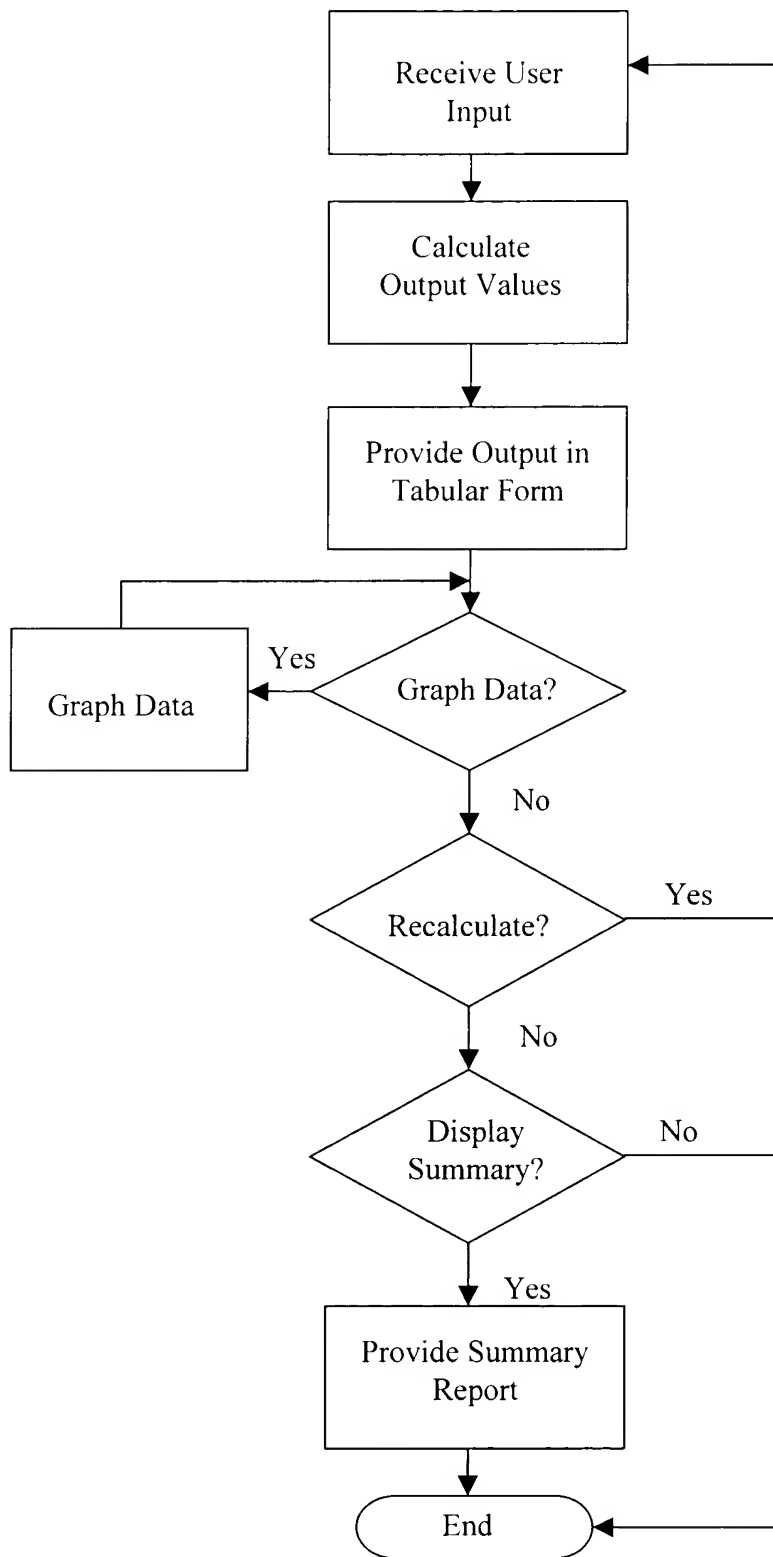 Receive User
Input
Calculate
Output Values
Provide Output in
Tabular Form
Yes
Graph Data
Graph Data?
No
Recalculate?
Yes
No
Display
Summary?
No
Yes
Provide Summary
Report
End